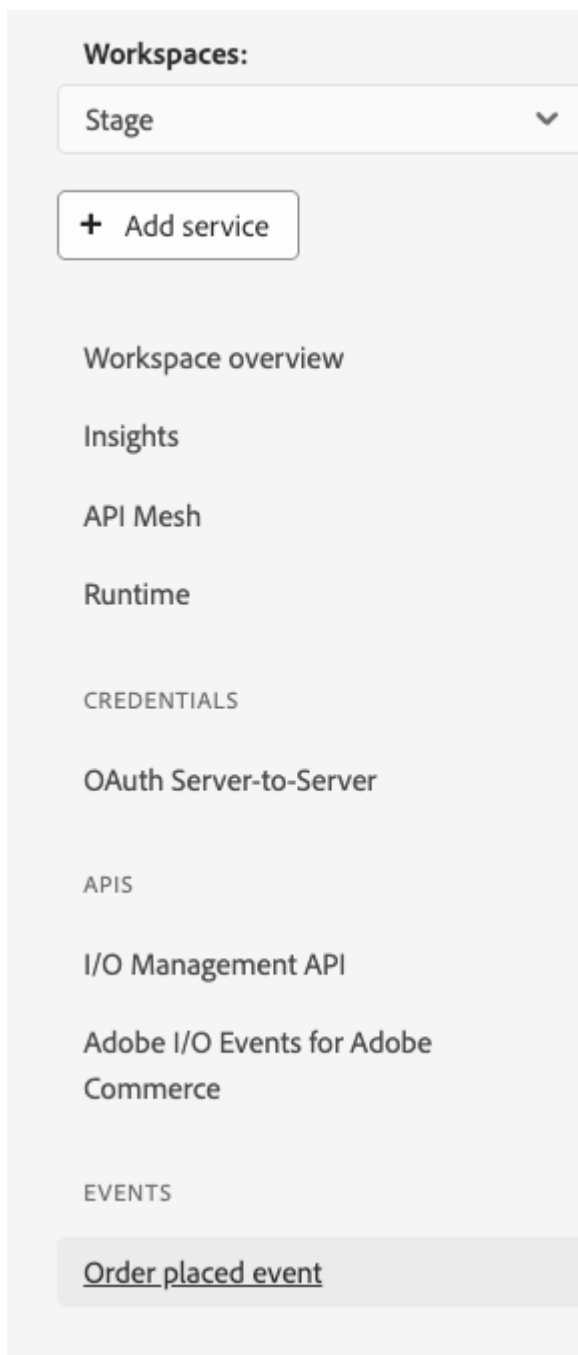 Workspaces:
Stage
+ Add service
Workspace overview
Insights
API Mesh
Runtime
CREDENTIALS
OAuth Server-to-Server
APIS
I/O Management API
Adobe I/O Events for Adobe
Commerce
EVENTS
Order placed event